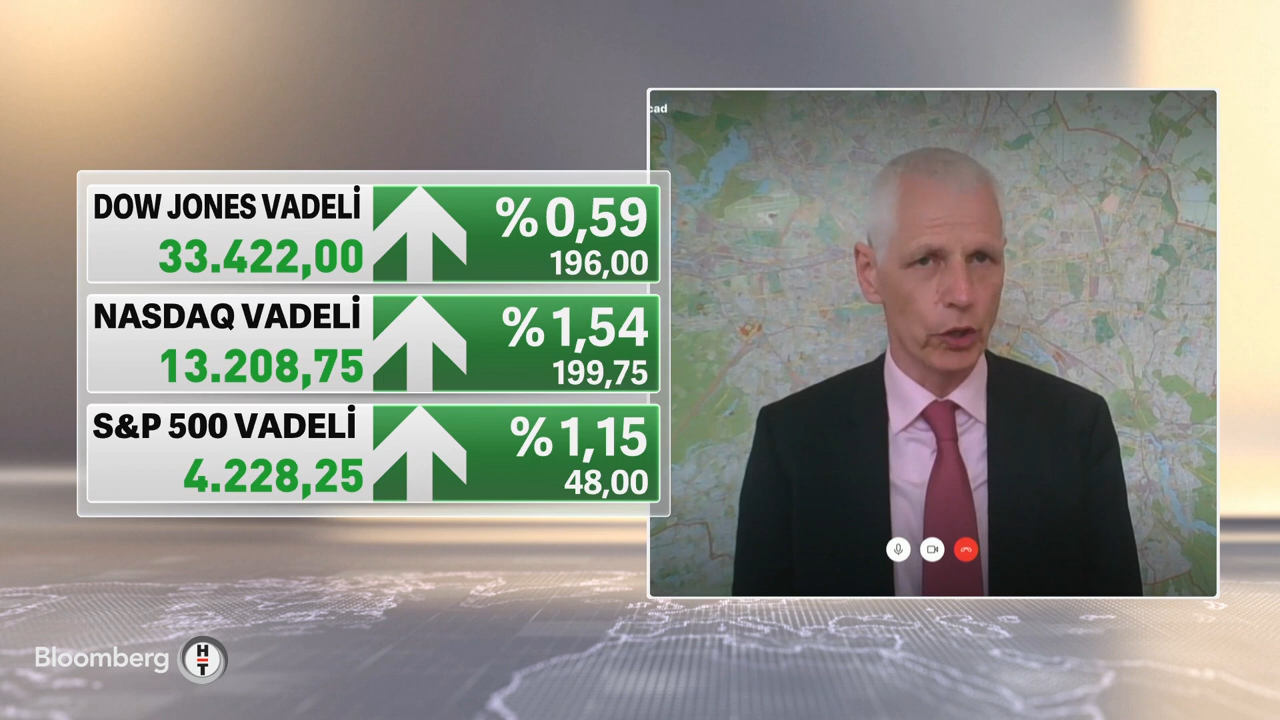 cad
DOW JONES VADELİ
33.422,00
%0,59
196,00
NASDAQ VADELİ
13.208,75
%1,54
199,75
S&P 500 VADELİ
4.228,25
%1,15
48,00
Bloomberg HT